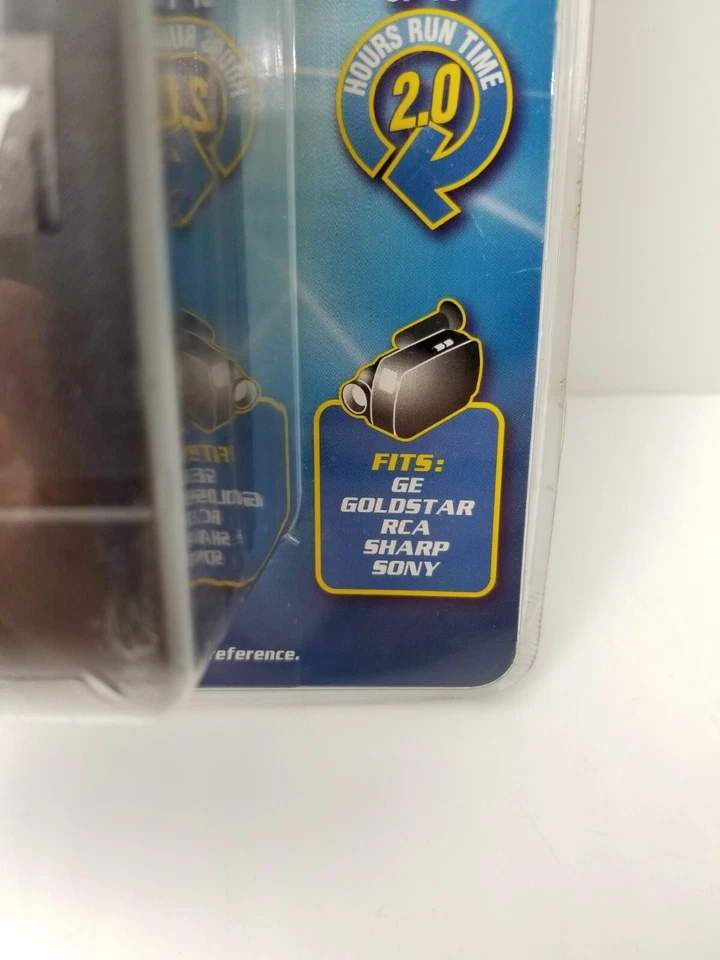 HOURS RUN TIME
2.0
FITS:
GE
GOLDSTAR
RCA
SHARP
SONY
eference.